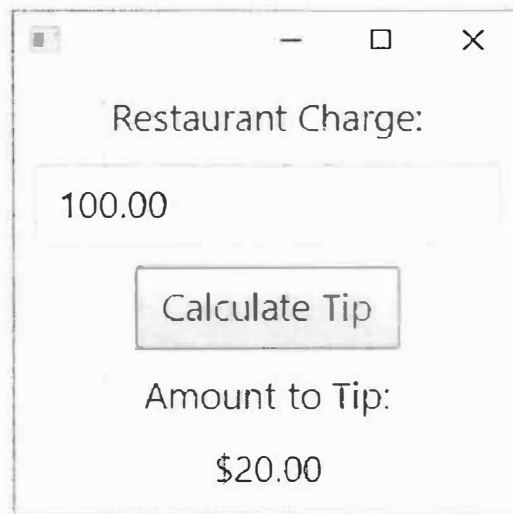 Restaurant Charge:
100.00
Calculate Tip
Amount to Tip:
$20.00